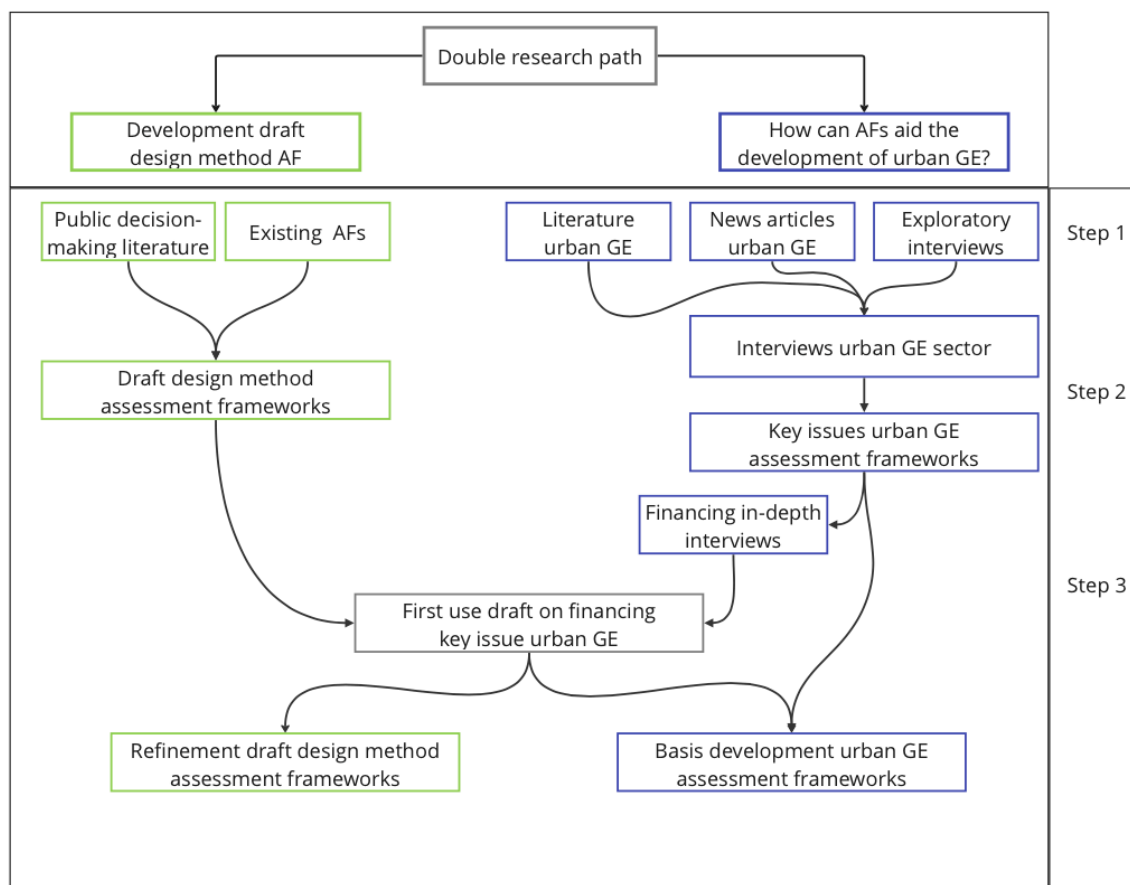 Double research path
Development draft
design method AF
How can AFs aid the
development of urban GE?
Public decision-
making literature
Existing AFs
Literature
urban GE
News articles
urban GE
Exploratory
interviews
Step 1
Interviews urban GE sector
Draft design method
assessment frameworks
Step 2
Key issues urban GE
assessment frameworks
Financing in-depth
interviews
Step 3
First use draft on financing
key issue urban GE
Refinement draft design method
assessment frameworks
Basis development urban GE
assessment frameworks